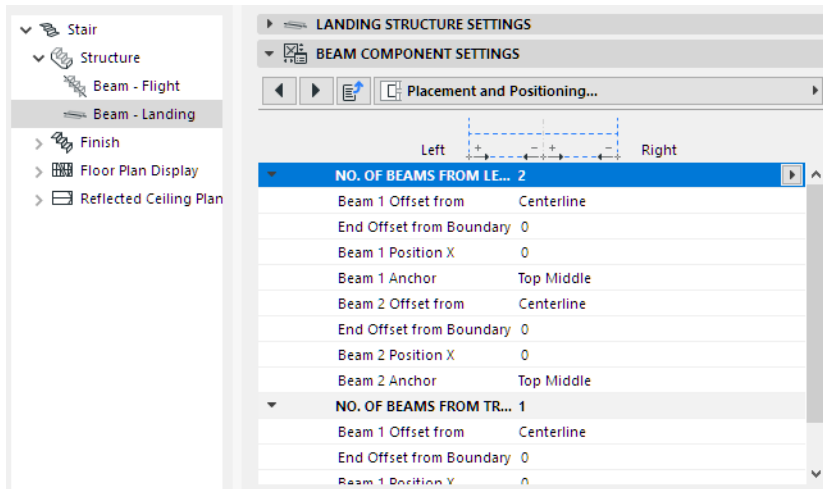 Stair
Structure
Beam - Flight
Beam - Landing
Finish
Floor Plan Display
Reflected Ceiling Plan
LANDING STRUCTURE SETTINGS
BEAM COMPONENT SETTINGS
Placement and Positioning...
Left Right
NO. OF BEAMS FROM LE... 2
Beam 1 Offset from Centerline
End Offset from Boundary 0
Beam 1 Position X 0
Beam 1 Anchor Top Middle
Beam 2 Offset from Centerline
End Offset from Boundary 0
Beam 2 Position X 0
Beam 2 Anchor Top Middle
NO. OF BEAMS FROM TR... 1
Beam 1 Offset from Centerline
End Offset from Boundary 0
Beam 1 Position 0